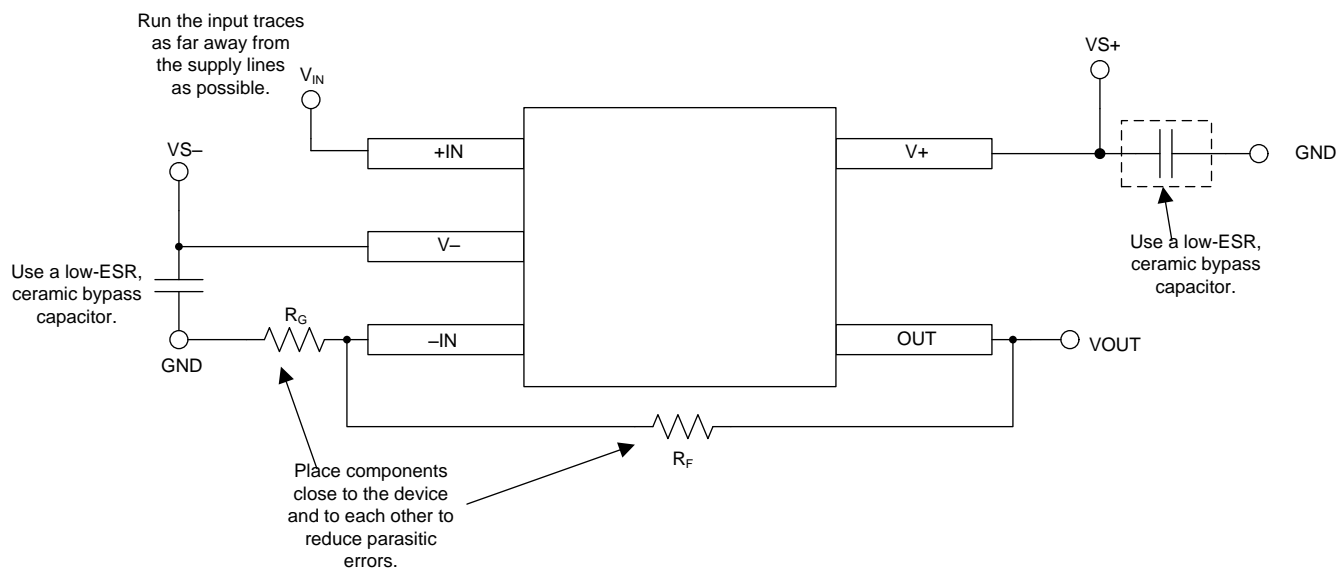 Run the input traces
as far away from
the supply lines
as possible.
VIN
VS+
VS–
+IN
V+
GND
V–
Use a low-ESR,
ceramic bypass
capacitor.
Use a low-ESR,
ceramic bypass
capacitor.
RG
–IN
OUT
VOUT
GND
RF
Place components
close to the device
and to each other to
reduce parasitic
errors.